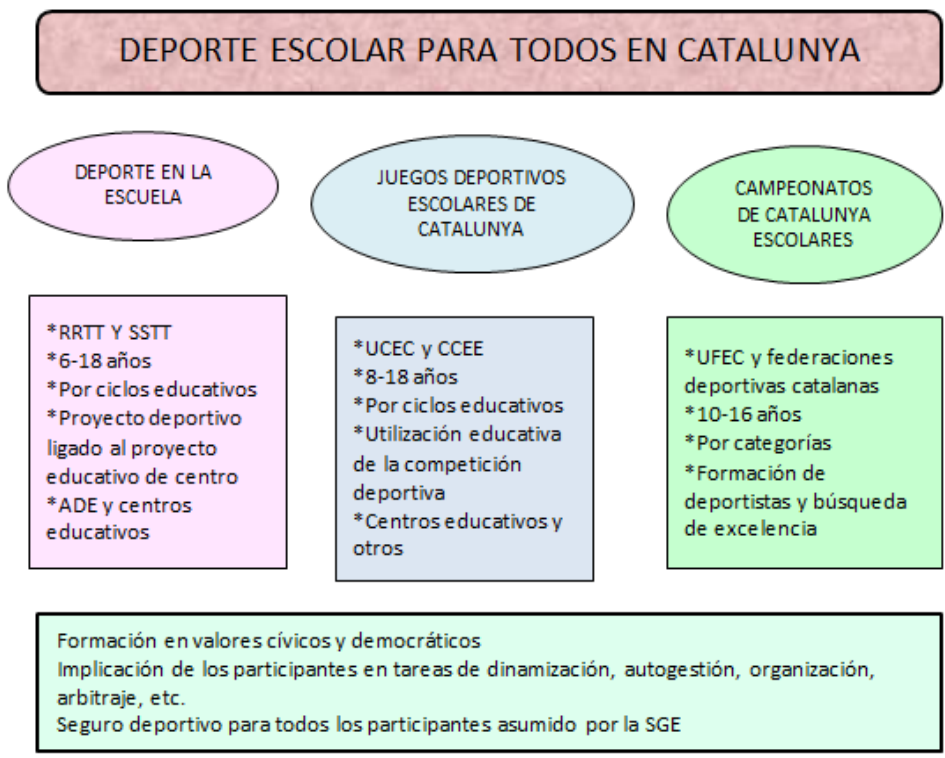 DEPORTE ESCOLAR PARA TODOS EN CATALUNYA
DEPORTE EN LA
ESCUELA
JUEGOS DEPORTIVOS
ESCOLARES DE
CATALUNYA
CAMPEONATOS
DE CATALUNYA
ESCOLARES
*RRTT Y SSTT
*6-18 años
*Por ciclos educativos
*Proyecto deportivo
ligado al proyecto
educativo de centro
*ADE y centros
educativos
*UCEC y CCEE
*8-18 años
*Por ciclos educativos
*Utilización educativa
de la competición
deportiva
*Centros educativos y
otros
*UFEC y federaciones
deportivas catalanas
*10-16 años
*Por categorías
*Formación de
deportistas y búsqueda
de excelencia
Formación en valores cívicos y democráticos
Implicación de los participantes en tareas de dinamización, autogestión, organización,
arbitraje, etc.
Seguro deportivo para todos los participantes asumido por la SGE